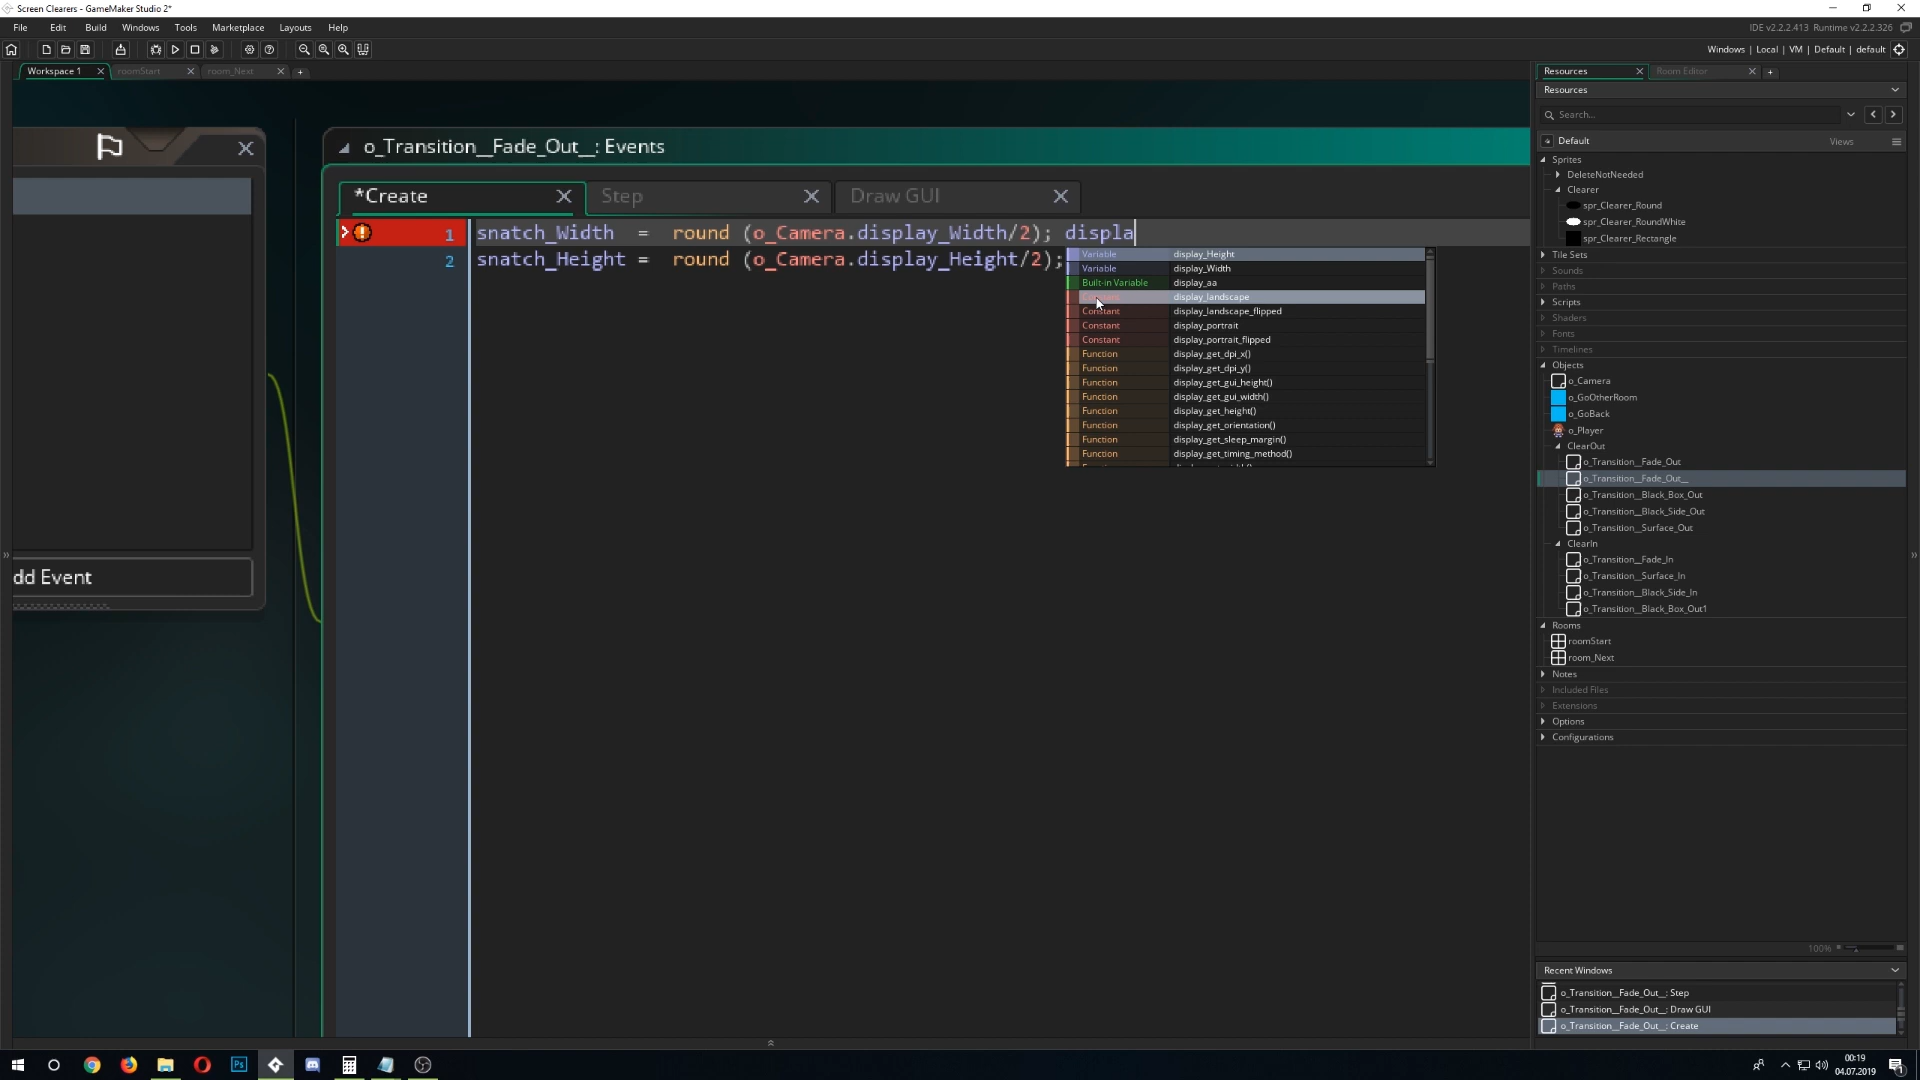 Screen Clearers - GameMaker Studio 2*
File Edit Build Windows Tools Marketplace Layouts Help
IDE v2.2.2.413 Runtime v2.2.2.326
Windows | Local | VM | Default | default
Workspace 1
roomStart
room_Next
+
o_Transition__Fade_Out__: Events
*Create
Step
Draw GUI
1 snatch_Width = round (o_Camera.display_Width/2); displa
2 snatch_Height = round (o_Camera.display_Height/2);
Variable display_Height
Variable display_Width
Built-in Variable display_aa
Constant display_landscape
Constant display_landscape_flipped
Constant display_portrait
Constant display_portrait_flipped
Function display_get_dpi_x()
Function display_get_dpi_y()
Function display_get_gui_height()
Function display_get_gui_width()
Function display_get_height()
Function display_get_orientation()
Function display_get_sleep_margin()
Function display_get_timing_method()
dd Event
Resources
Room Editor
+
Resources
Search...
Default
Views
Sprites
DeleteNotNeeded
Clearer
spr_Clearer_Round
spr_Clearer_RoundWhite
spr_Clearer_Rectangle
Tile Sets
Sounds
Paths
Scripts
Shaders
Fonts
Timelines
Objects
o_Camera
o_GoOtherRoom
o_GoBack
o_Player
ClearOut
o_Transition__Fade_Out
o_Transition__Fade_Out__
o_Transition__Black_Box_Out
o_Transition__Black_Side_Out
o_Transition__Surface_Out
ClearIn
o_Transition__Fade_In
o_Transition__Surface_In
o_Transition__Black_Side_In
o_Transition__Black_Box_Out1
Rooms
roomStart
room_Next
Notes
Included Files
Extensions
Options
Configurations
100%
Recent Windows
o_Transition__Fade_Out__: Step
o_Transition__Fade_Out__: Draw GUI
o_Transition__Fade_Out__: Create
Ps
00:19
04.07.2019